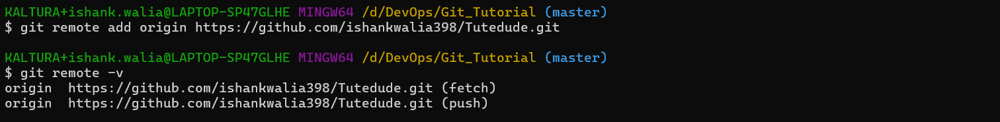 KALTURA+ishank.walia@LAPTOP-SP47GLHE MINGW64 /d/DevOps/Git_Tutorial (master)
$ git remote add origin https://github.com/ishankwalia398/Tutedude.git
KALTURA+ishank.walia@LAPTOP-SP47GLHE MINGW64 /d/DevOps/Git_Tutorial (master)
$ git remote -v
origin  https://github.com/ishankwalia398/Tutedude.git (fetch)
origin  https://github.com/ishankwalia398/Tutedude.git (push)